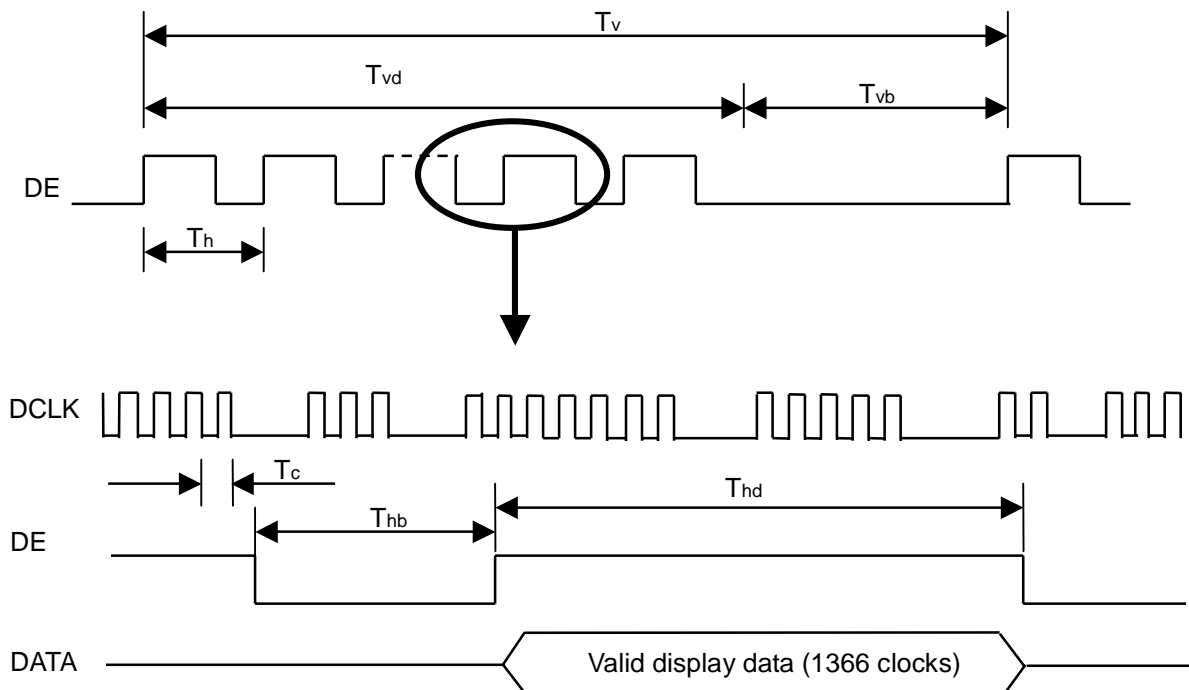 Tv
Tvd
Tvb
DE
Th
DCLK
Tc
Thd
Thb
DE
DATA
Valid display data (1366 clocks)